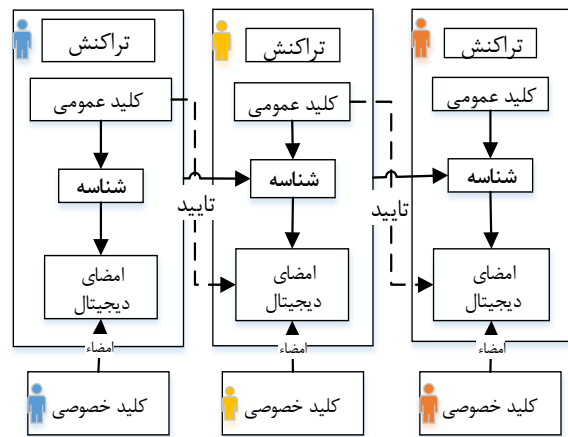 تراکنش
تراکنش
تراکنش
کلید عمومی
کلید عمومی
کلید عمومی
شناسه
شناسه
شناسه
تایید
تایید
امضای
دیجیتال
امضای
دیجیتال
امضای
دیجیتال
امضاء
امضاء
امضاء
کلید خصوصی
کلید خصوصی
کلید خصوصی